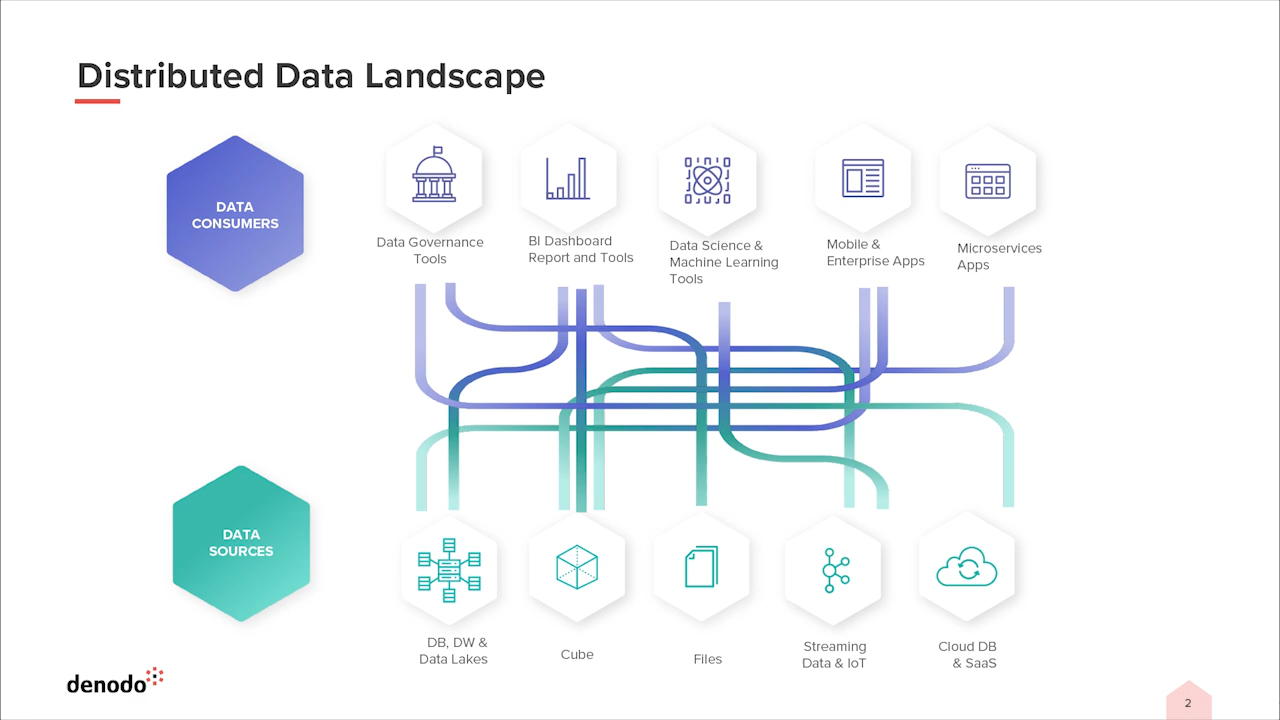 Distributed Data Landscape
DATA
CONSUMERS
Data Governance
Tools
BI Dashboard
Report and Tools
Data Science &
Machine Learning
Tools
Mobile &
Enterprise Apps
Microservices
Apps
DATA
SOURCES
DB, DW &
Data Lakes
Cube
Files
Streaming
Data & IoT
Cloud DB
& SaaS
denodo
2